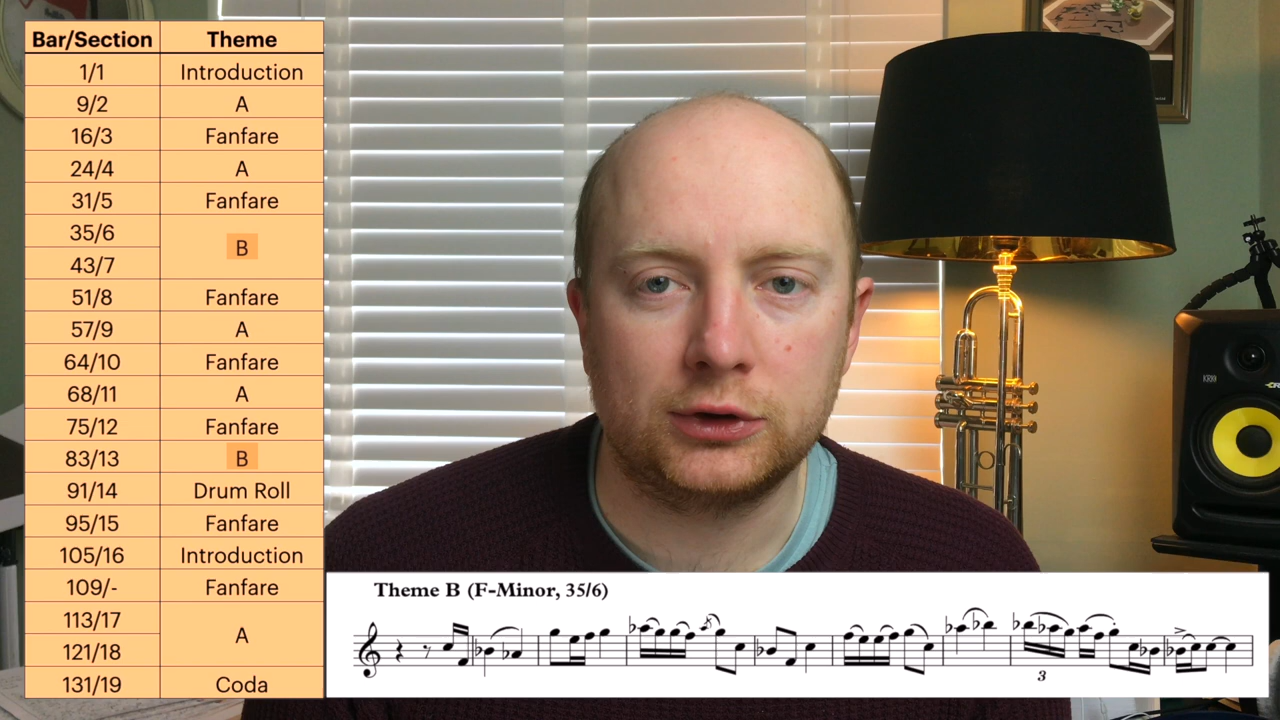 Bar/Section Theme
1/1 Introduction
9/2 A
16/3 Fanfare
24/4 A
31/5 Fanfare
35/6 B
43/7
51/8 Fanfare
57/9 A
64/10 Fanfare
68/11 A
75/12 Fanfare
83/13 B
91/14 Drum Roll
95/15 Fanfare
105/16 Introduction
109/- Fanfare
113/17 A
121/18
131/19 Coda
Theme B (F-Minor, 35/6)
3
KRK